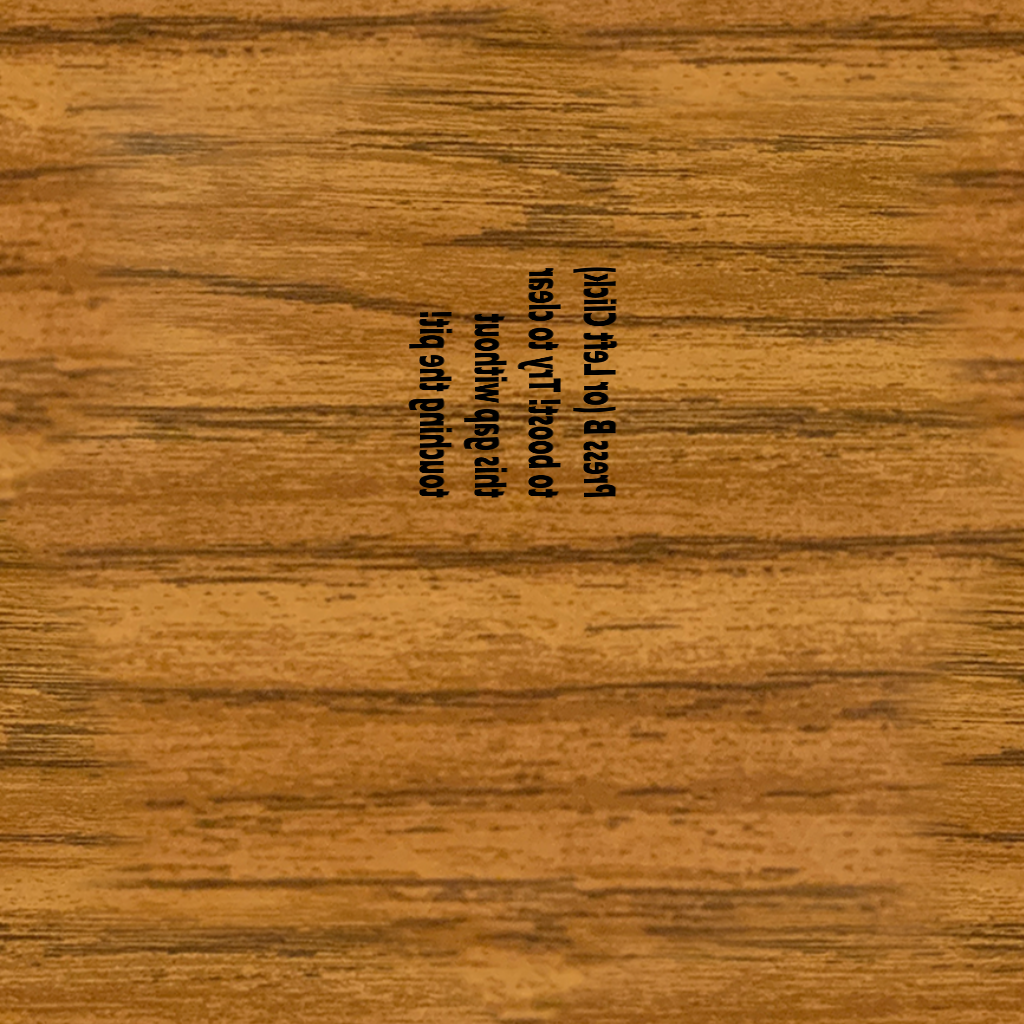 Press B (or Left Click)
to boost! Try to clear
this gap without
touching the pit!